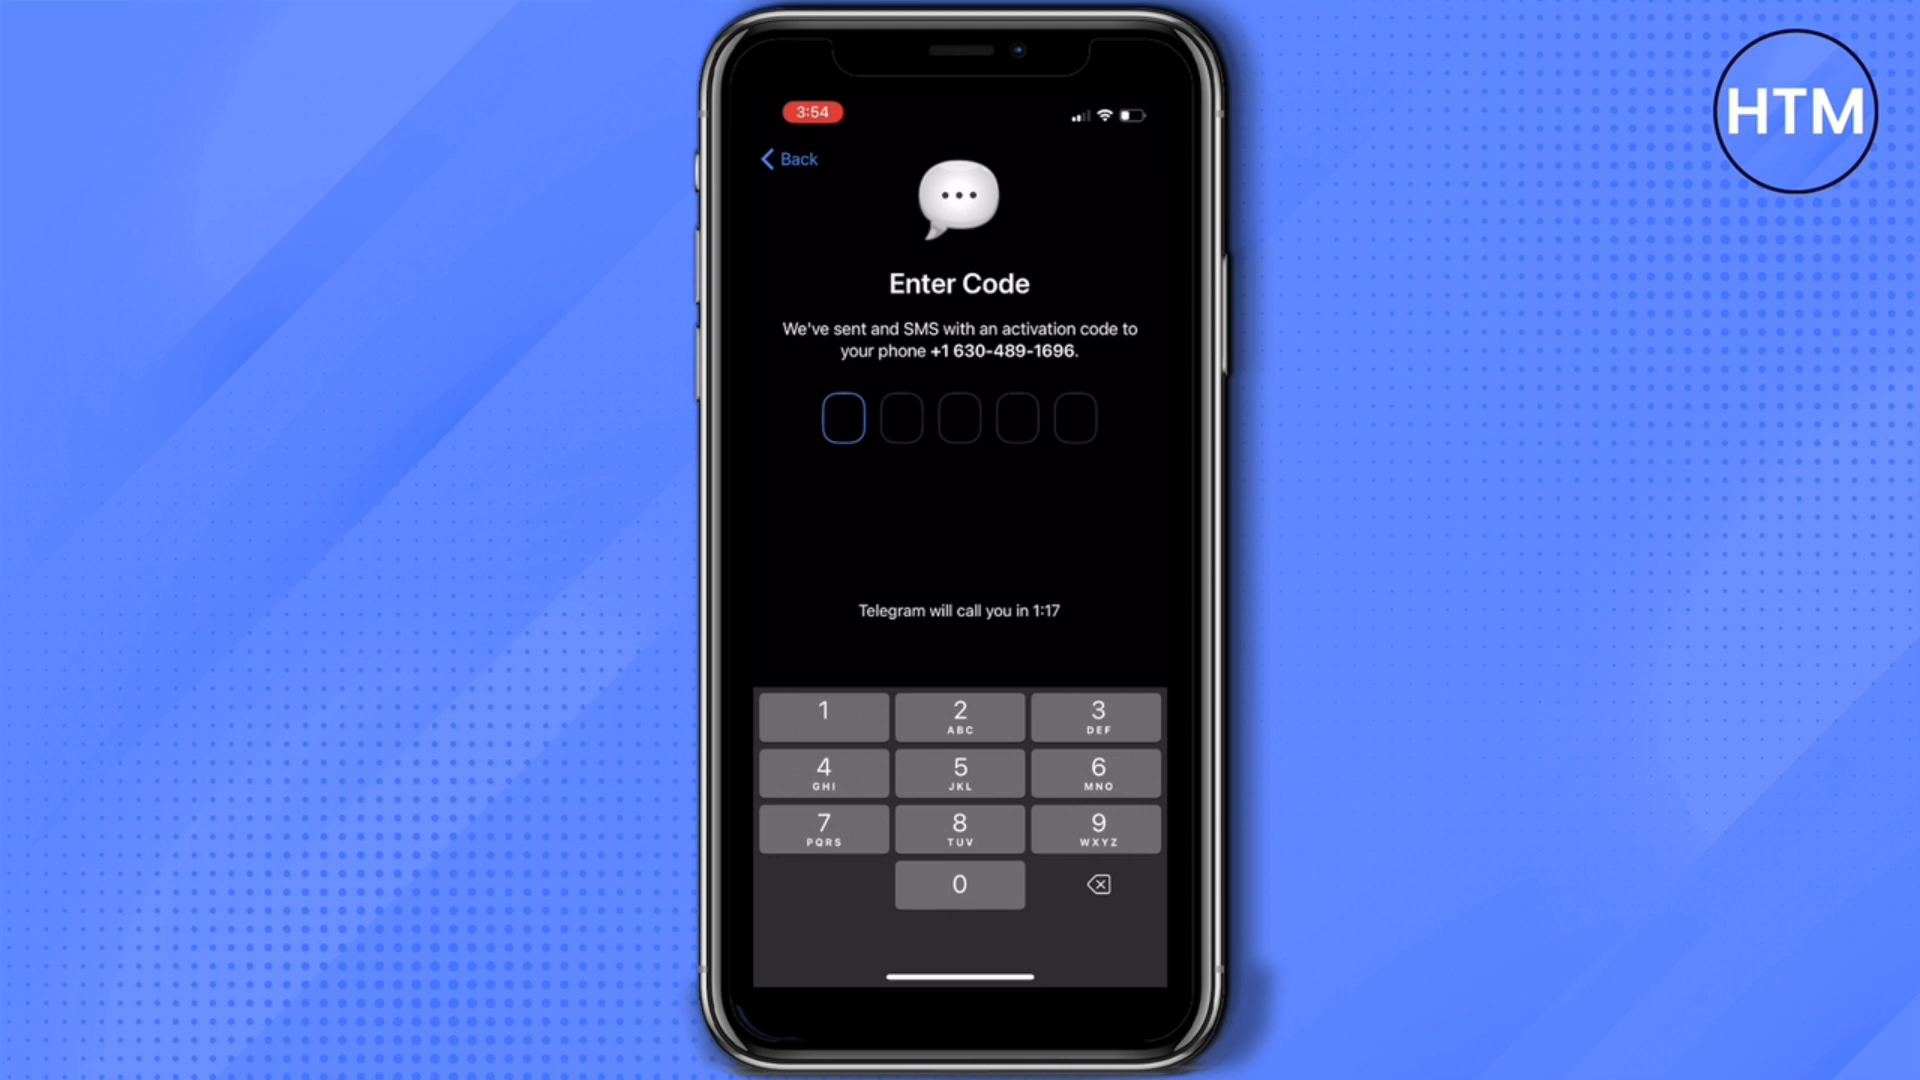 HTM
3:54
Back
Enter Code
We've sent and SMS with an activation code to
your phone +1 630-489-1696.
Telegram will call you in 1:17
1
2
ABC
3
DEF
4
GHI
5
JKL
6
MNO
7
PQRS
8
TUV
9
WXYZ
0